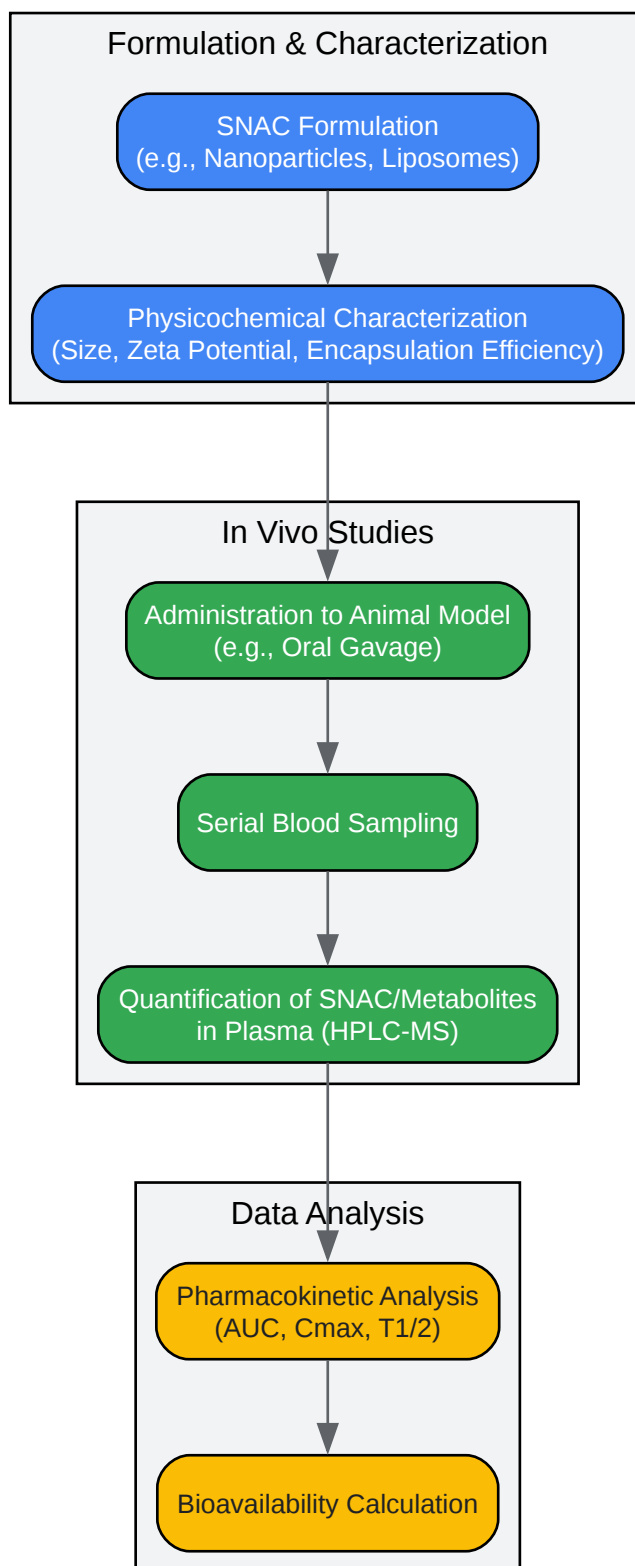 Formulation & Characterization
SNAC Formulation
(e.g., Nanoparticles, Liposomes)
Physicochemical Characterization
(Size, Zeta Potential, Encapsulation Efficiency)
In Vivo Studies
Administration to Animal Model
(e.g., Oral Gavage)
Serial Blood Sampling
Quantification of SNAC/Metabolites
in Plasma (HPLC-MS)
Data Analysis
Pharmacokinetic Analysis
(AUC, Cmax, T1/2)
Bioavailability Calculation